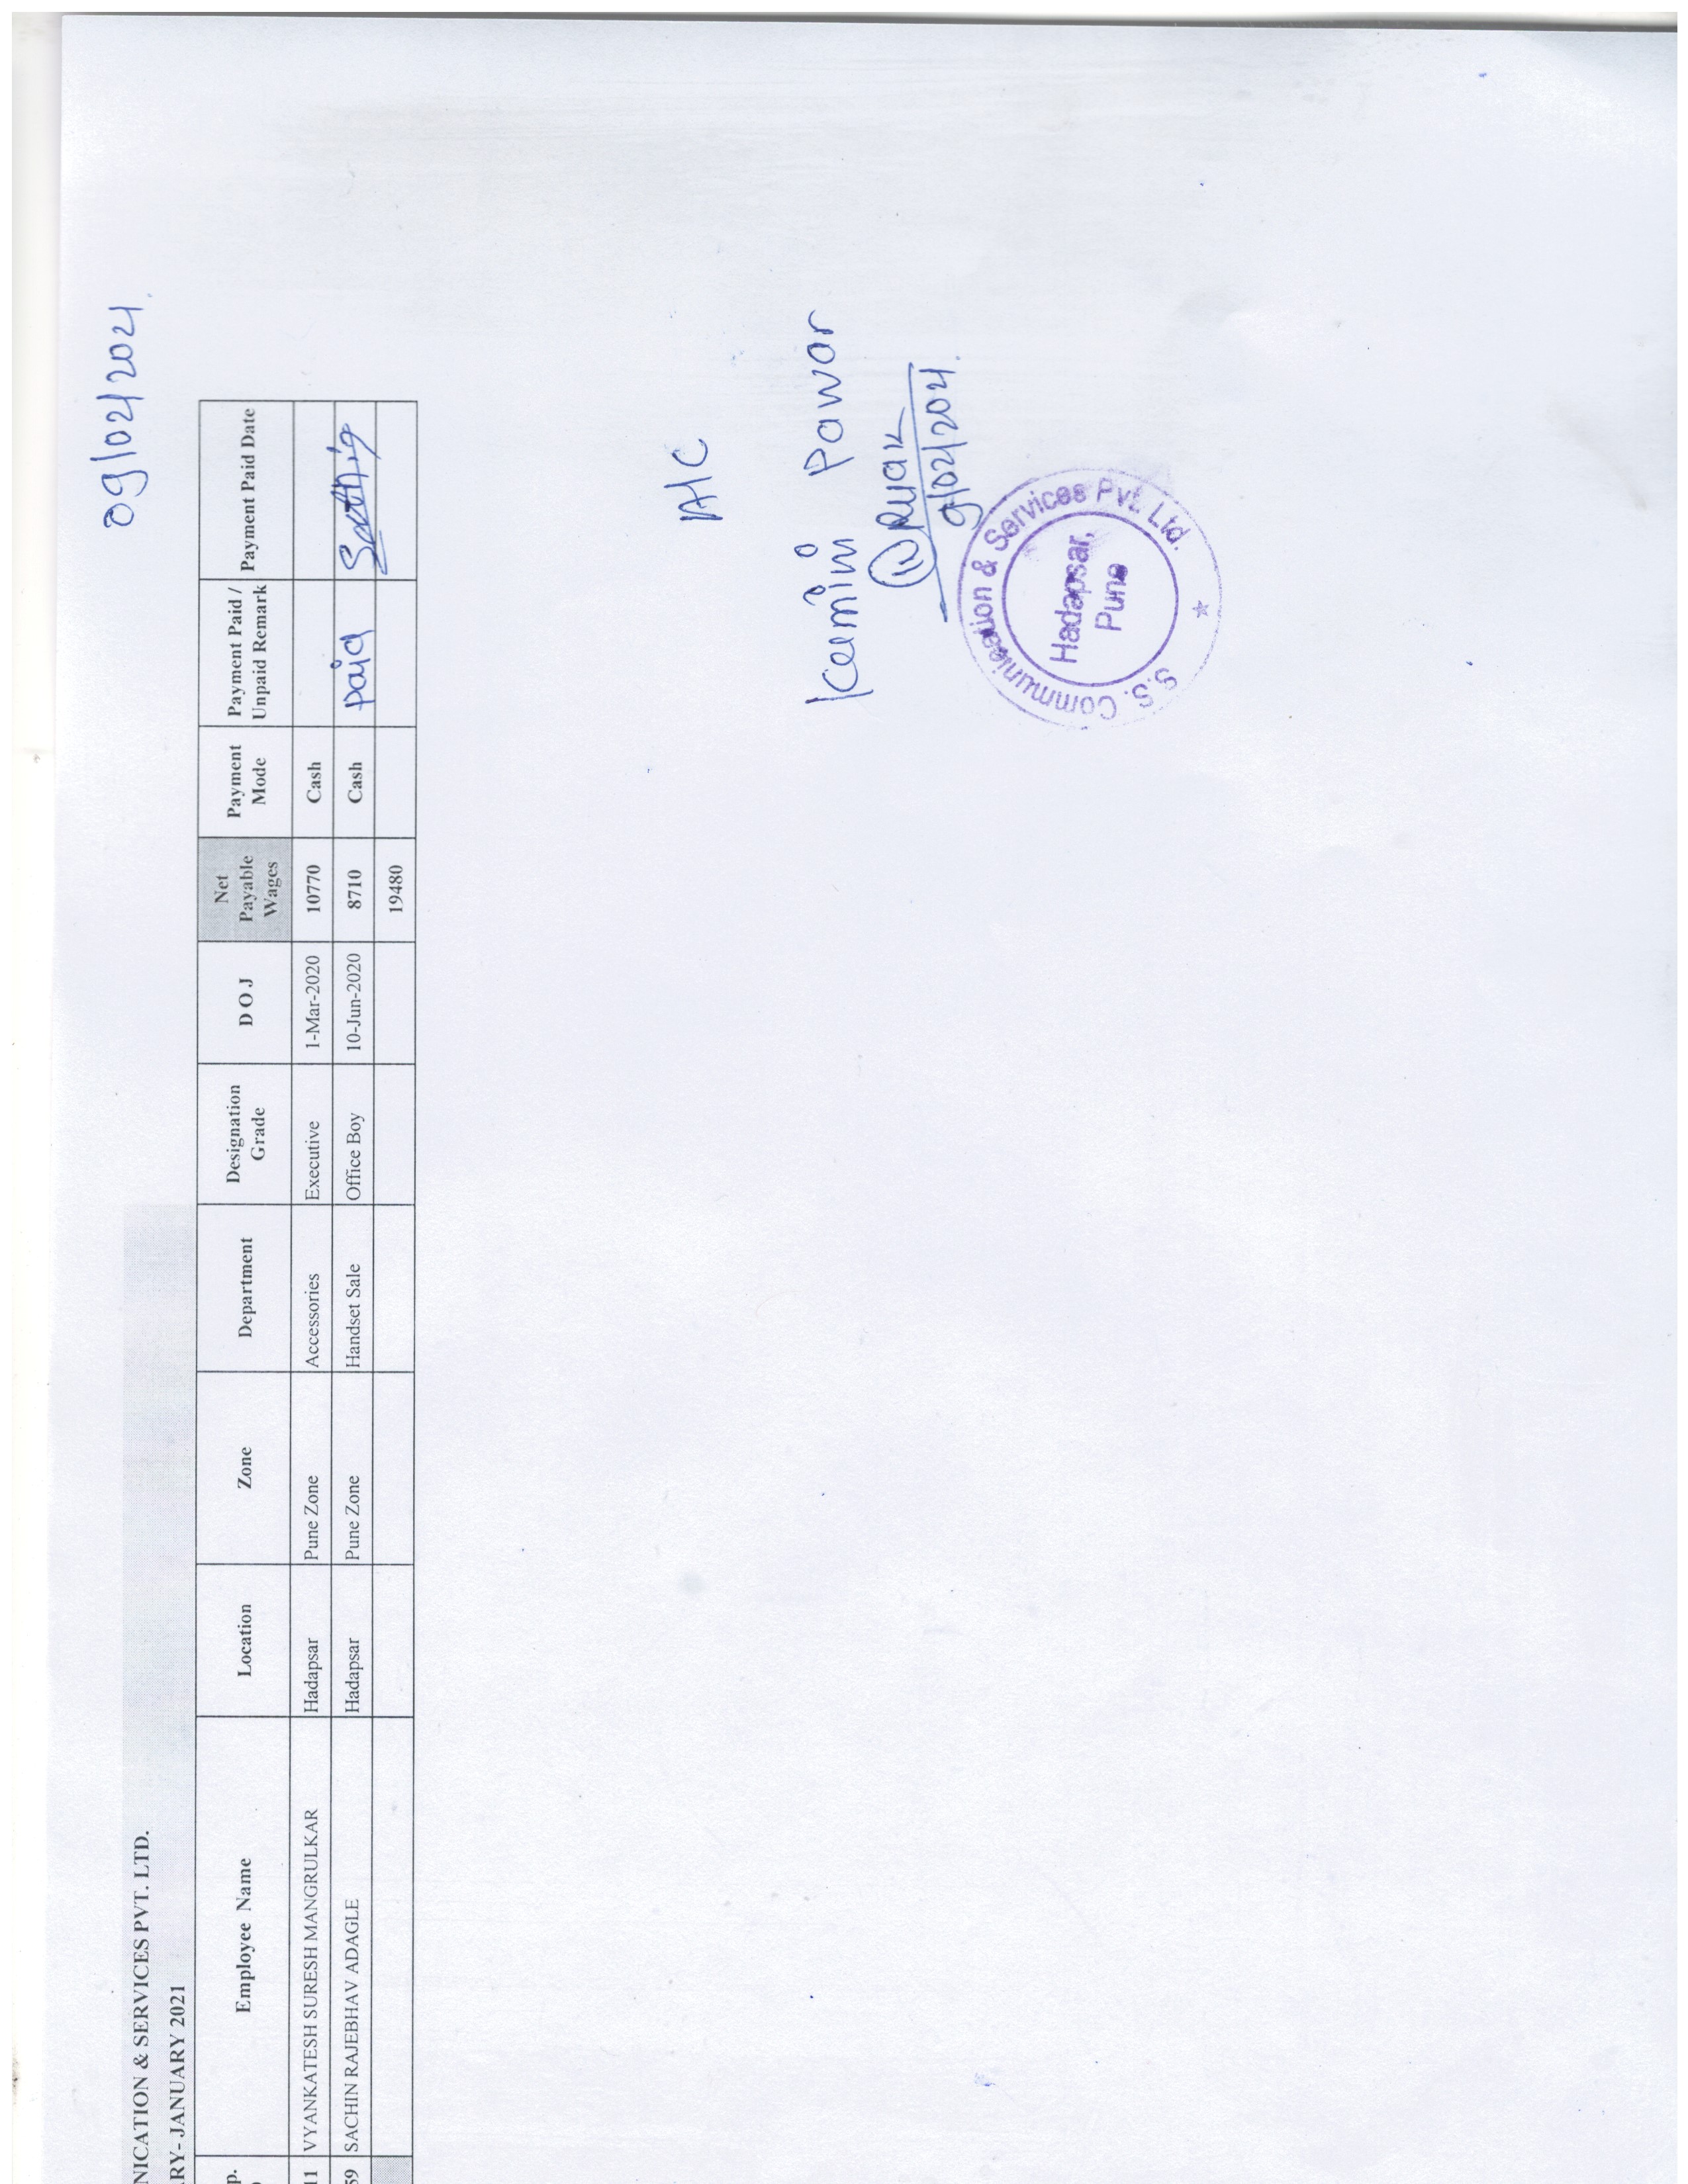 09/02/2021.
NICATION & SERVICES PVT. LTD.
RY- JANUARY 2021
p. Employee Name Location Zone Department Designation Grade D O J Net Payable Wages Payment Mode Payment Paid / Unpaid Remark Payment Paid Date
11 VYANKATESH SURESH MANGRULKAR Hadapsar Pune Zone Accessories Executive 1-Mar-2020 10770 Cash
59 SACHIN RAJEBHAV ADAGLE Hadapsar Pune Zone Handset Sale Office Boy 10-Jun-2020 8710 Cash paid
19480
A/C
Pawar
9/02/2021.
S.S. Communication & Services Pvt. Ltd.
Hadapsar,
Pune